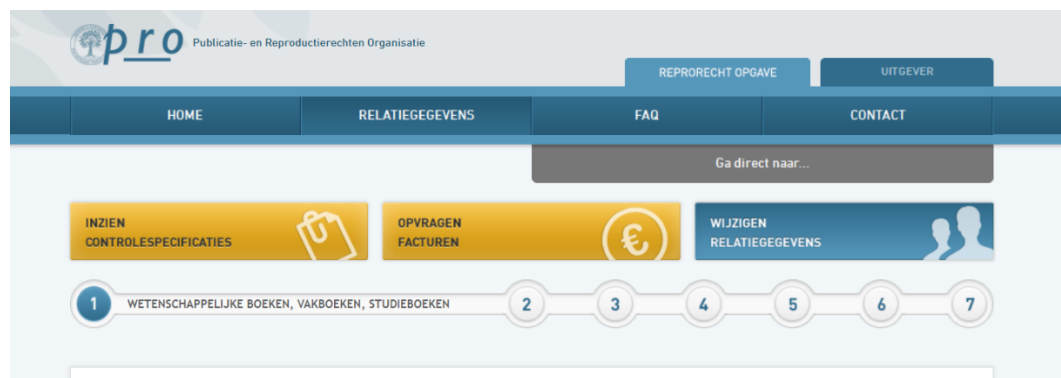 pro Publicatie- en Reproductierechten Organisatie
REPRORECHT OPGAVE UITGEVER
HOME RELATIEGEGEVENS FAQ CONTACT
Ga direct naar...
INZIEN
CONTROLESPECIFICATIES
OPVRAGEN
FACTUREN
€
WIJZIGEN
RELATIEGEGEVENS
1 WETENSCHAPPELIJKE BOEKEN, VAKBOEKEN, STUDIEBOEKEN 2 3 4 5 6 7